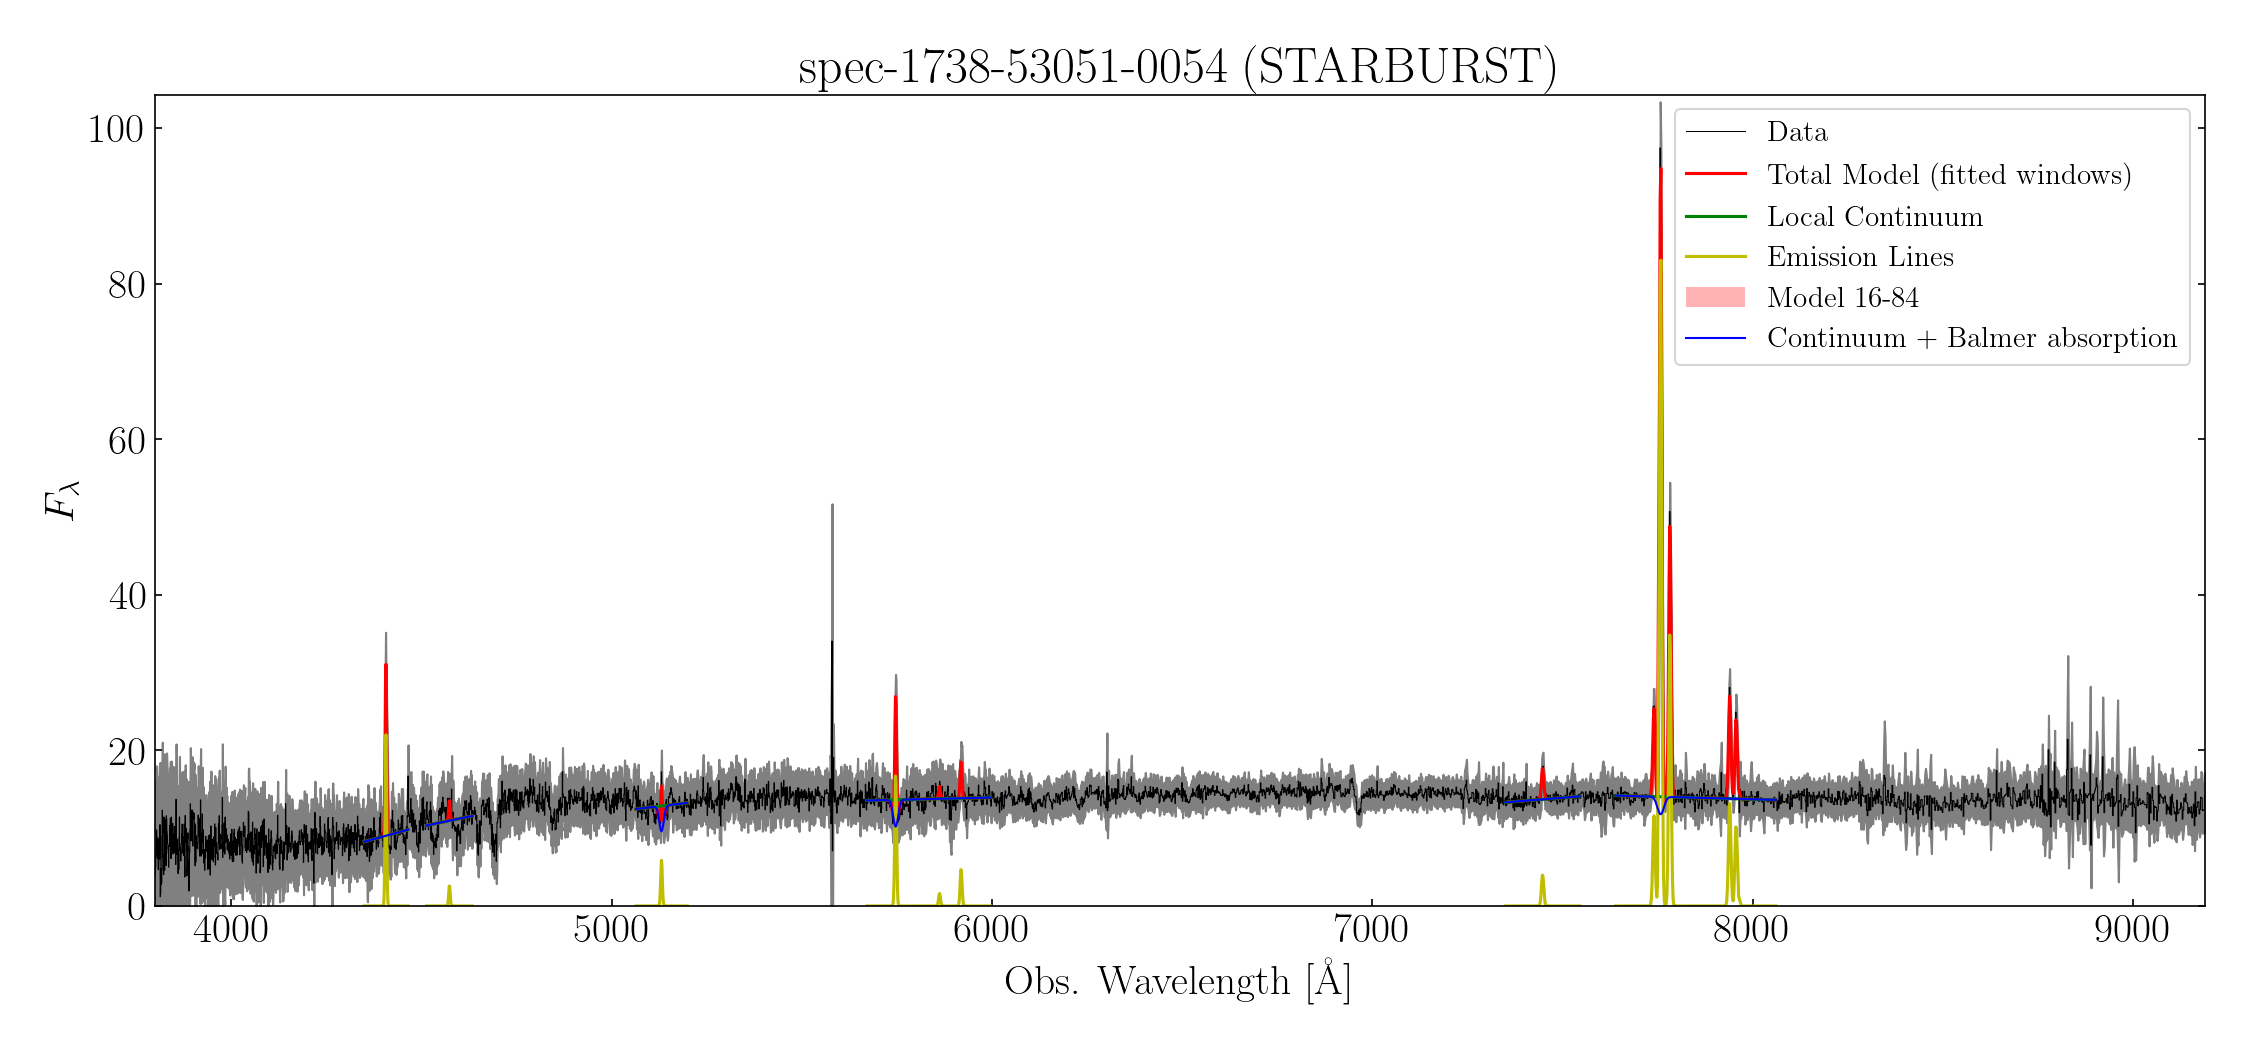 spec-1738-53051-0054 (STARBURST)
100
80
60
40
20
0
F_λ
Data
Total Model (fitted windows)
Local Continuum
Emission Lines
Model 16-84
Continuum + Balmer absorption
4000 5000 6000 7000 8000 9000
Obs. Wavelength [Å]